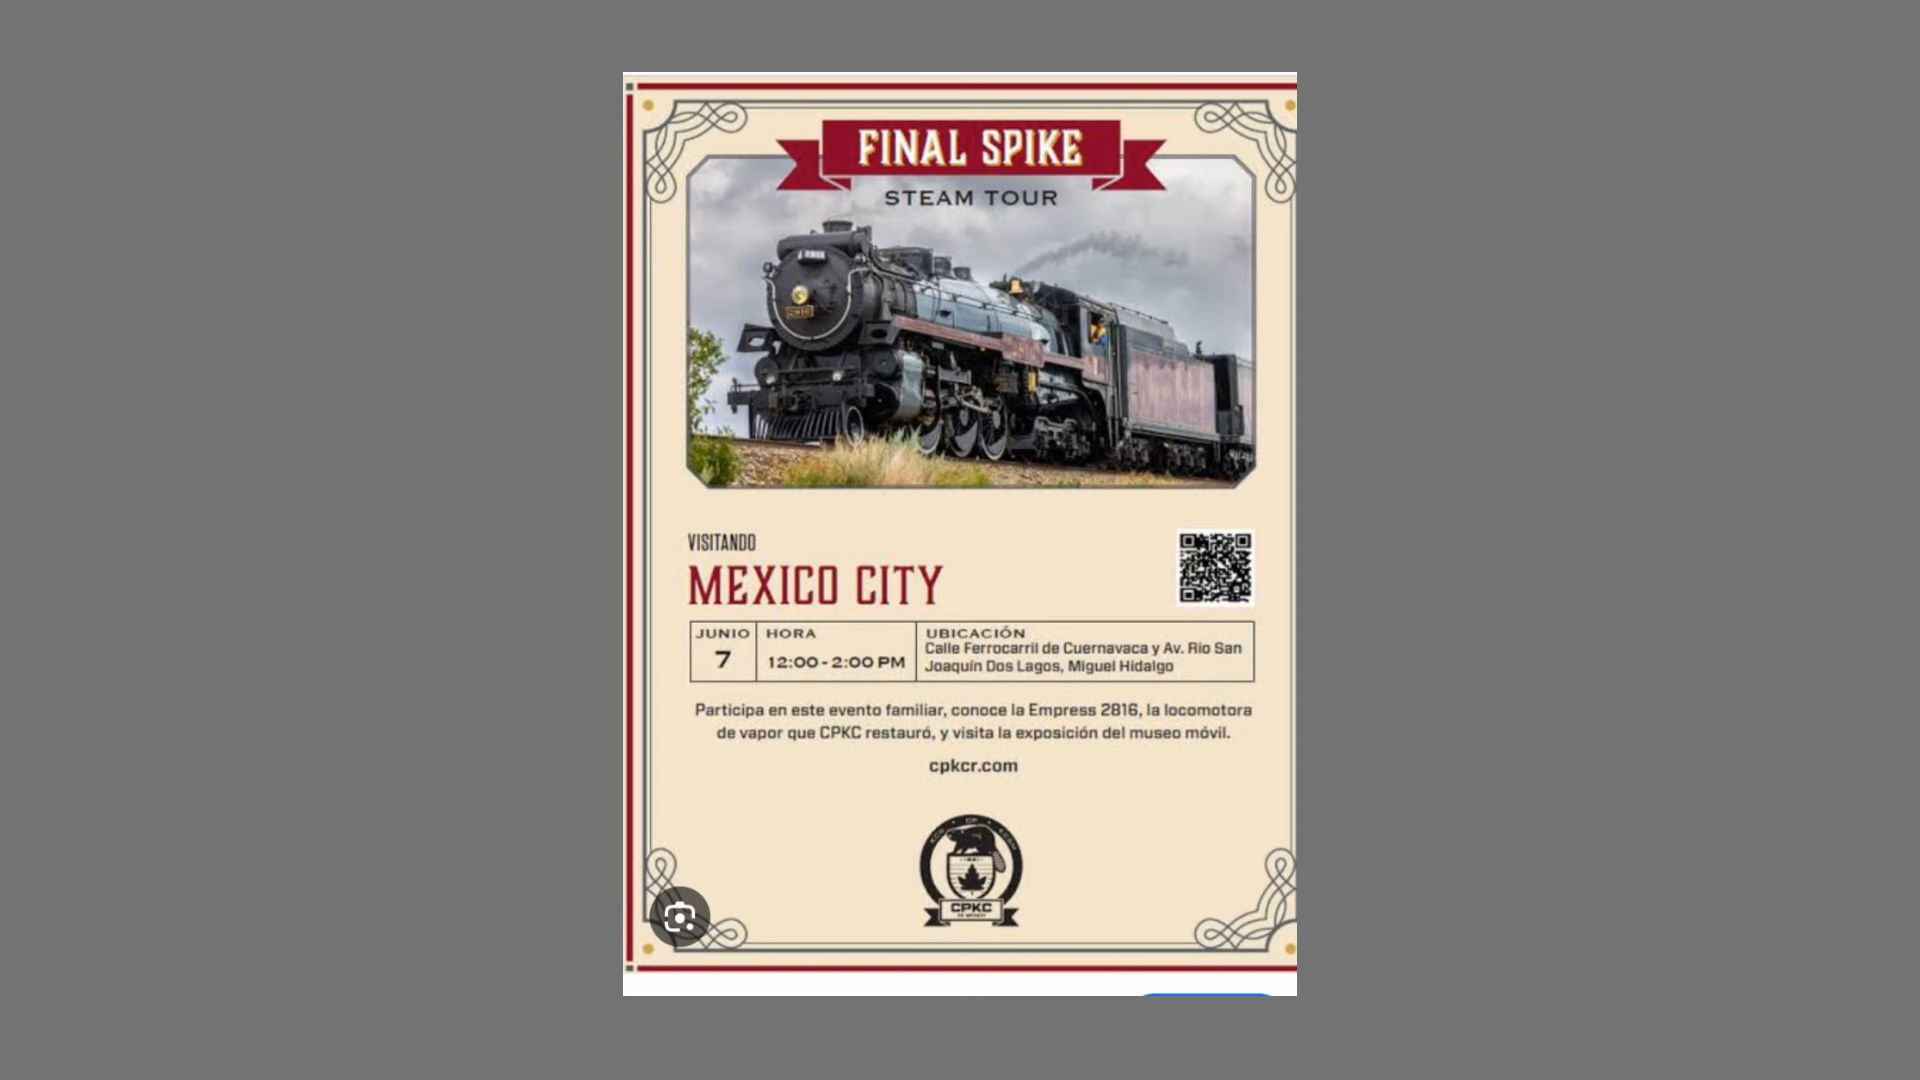 FINAL SPIKE
STEAM TOUR
VISITANDO
MEXICO CITY
JUNIO
7
HORA
12:00 - 2:00 PM
UBICACIÓN
Calle Ferrocarril de Cuernavaca y Av. Río San
Joaquín Dos Lagos, Miguel Hidalgo
Participa en este evento familiar, conoce la Empress 2816, la locomotora
de vapor que CPKC restauró, y visita la exposición del museo móvil.
cpkcr.com
CPKC